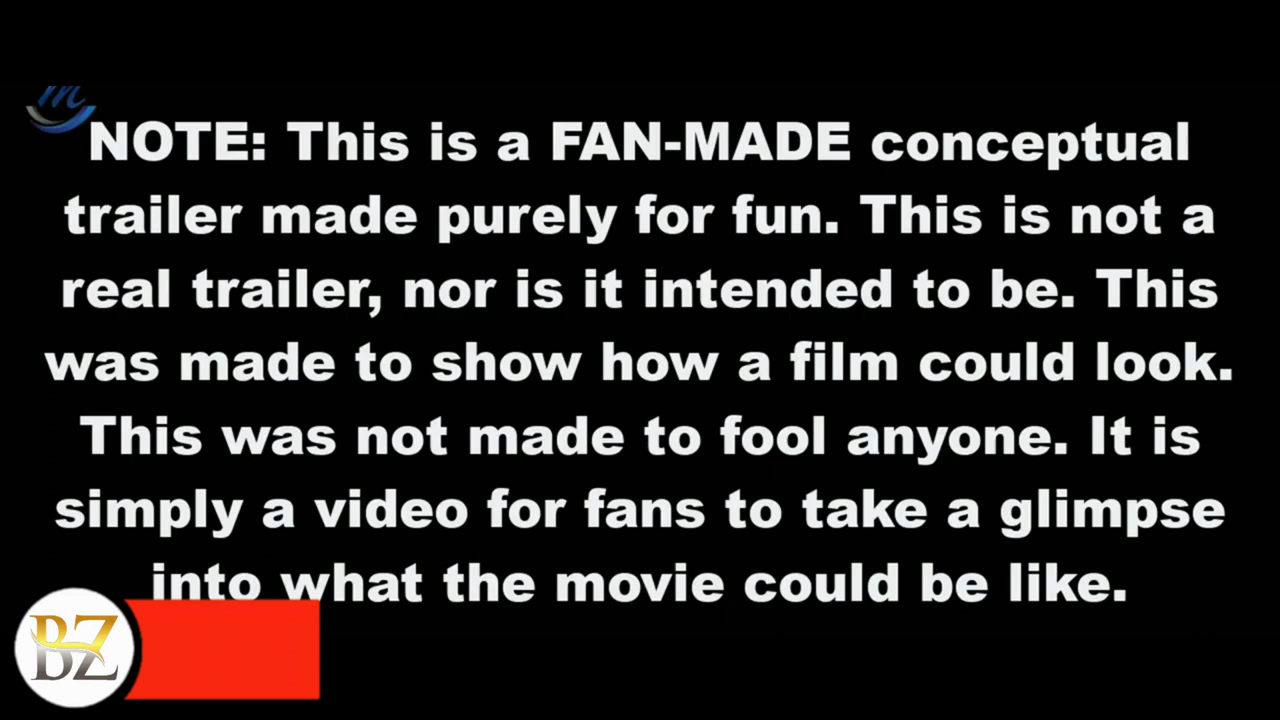 m
NOTE: This is a FAN-MADE conceptual
trailer made purely for fun. This is not a
real trailer, nor is it intended to be. This
was made to show how a film could look.
This was not made to fool anyone. It is
simply a video for fans to take a glimpse
into what the movie could be like.
BZ